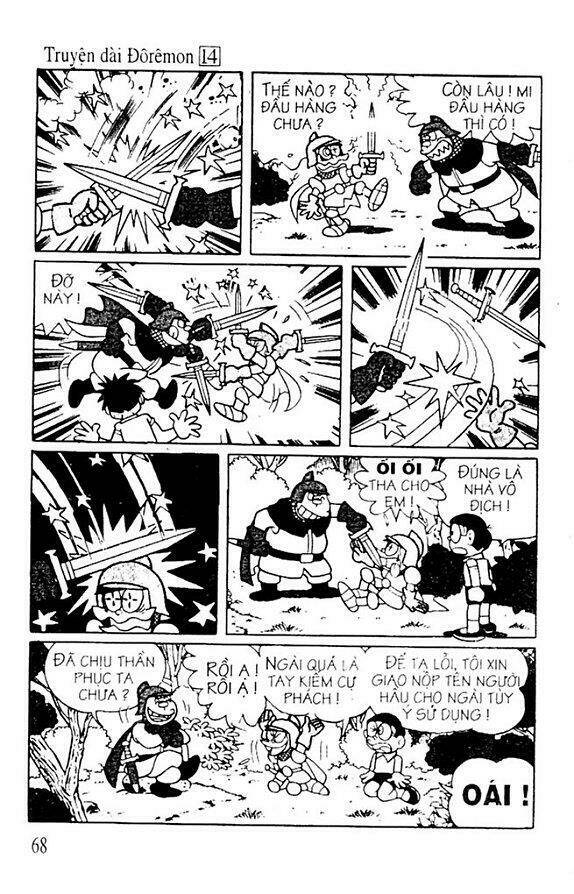 Truyện dài Đôrêmon 14
THẾ NÀO ?
ĐẦU HÀNG
CHƯA ?
CÒN LÂU ! MI
ĐẦU HÀNG
THÌ CÓ !
ĐỠ
NÀY !
ỐI ỐI
THA CHO
EM !
ĐÚNG LÀ
NHÀ VÔ
ĐỊCH !
ĐÃ CHỊU THẦN
PHỤC TA
CHƯA ?
RỒI Ạ !
RỒI Ạ !
NGÀI QUẢ LÀ
TAY KIẾM CỰ
PHÁCH !
ĐỂ TẠ LỖI, TÔI XIN
GIAO NỘP TÊN NGƯỜI
HẦU CHO NGÀI TÙY
Ý SỬ DỤNG !
OÁI !
68